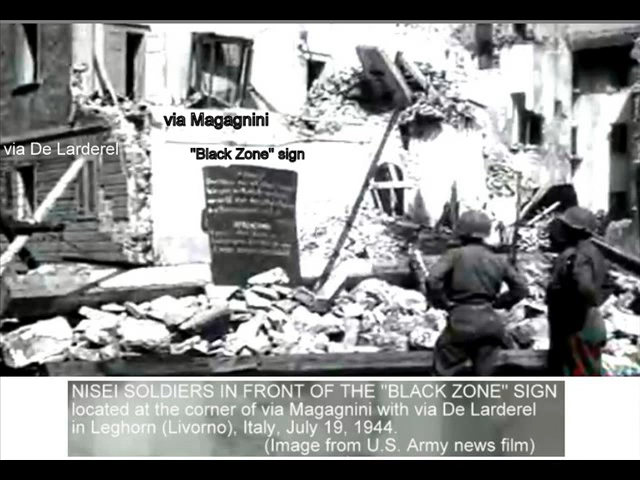 via Magagnini
via De Larderel
"Black Zone" sign
NISEI SOLDIERS IN FRONT OF THE "BLACK ZONE" SIGN
located at the corner of via Magagnini with via De Larderel
in Leghorn (Livorno), Italy, July 19, 1944.
(Image from U.S. Army news film)